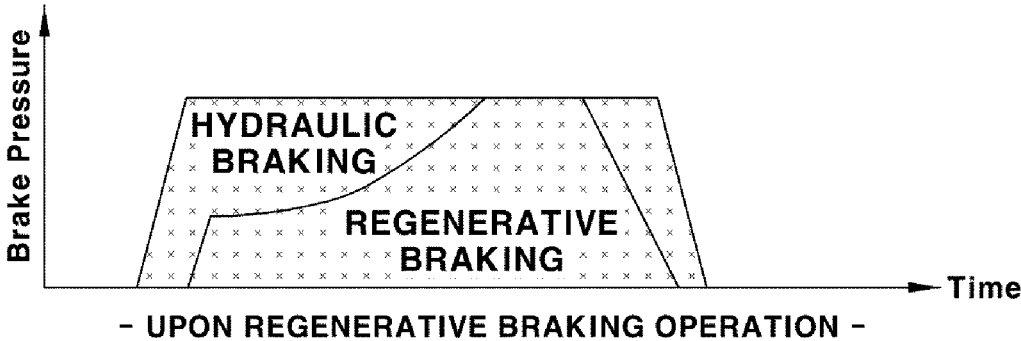 Brake Pressure
HYDRAULIC
BRAKING
REGENERATIVE
BRAKING
Time
- UPON REGENERATIVE BRAKING OPERATION -